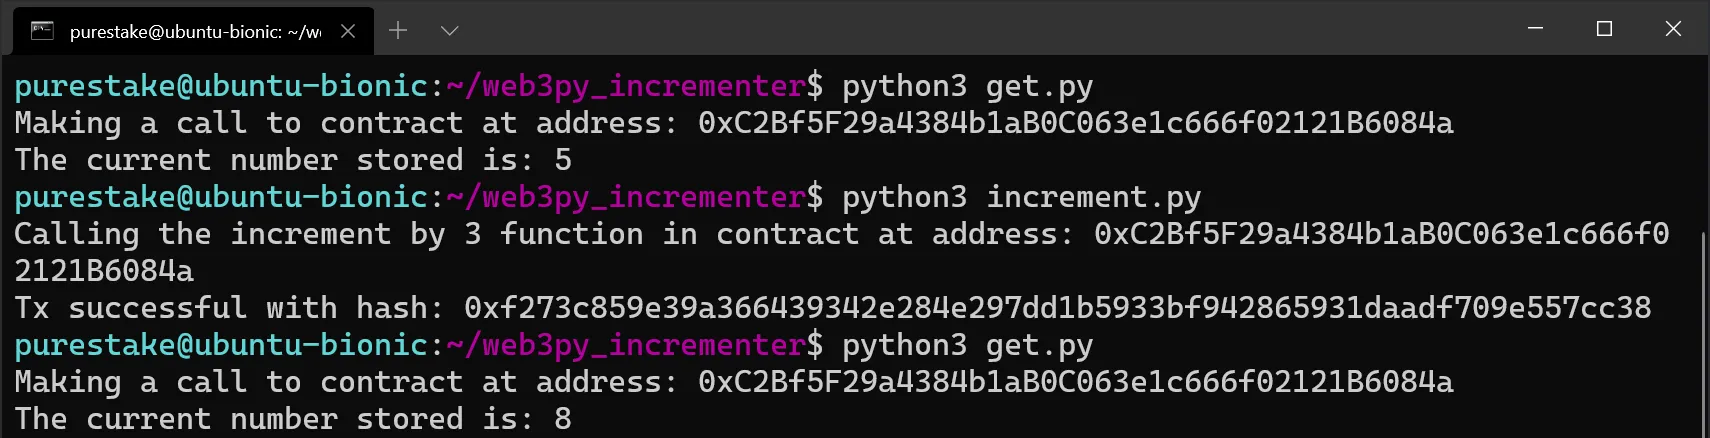 purestake@ubuntu-bionic: ~/w
purestake@ubuntu-bionic:~/web3py_incrementer$ python3 get.py
Making a call to contract at address: 0xC2Bf5F29a4384b1aB0C063e1c666f02121B6084a
The current number stored is: 5
purestake@ubuntu-bionic:~/web3py_incrementer$ python3 increment.py
Calling the increment by 3 function in contract at address: 0xC2Bf5F29a4384b1aB0C063e1c666f0
2121B6084a
Tx successful with hash: 0xf273c859e39a366439342e284e297dd1b5933bf942865931daadf709e557cc38
purestake@ubuntu-bionic:~/web3py_incrementer$ python3 get.py
Making a call to contract at address: 0xC2Bf5F29a4384b1aB0C063e1c666f02121B6084a
The current number stored is: 8